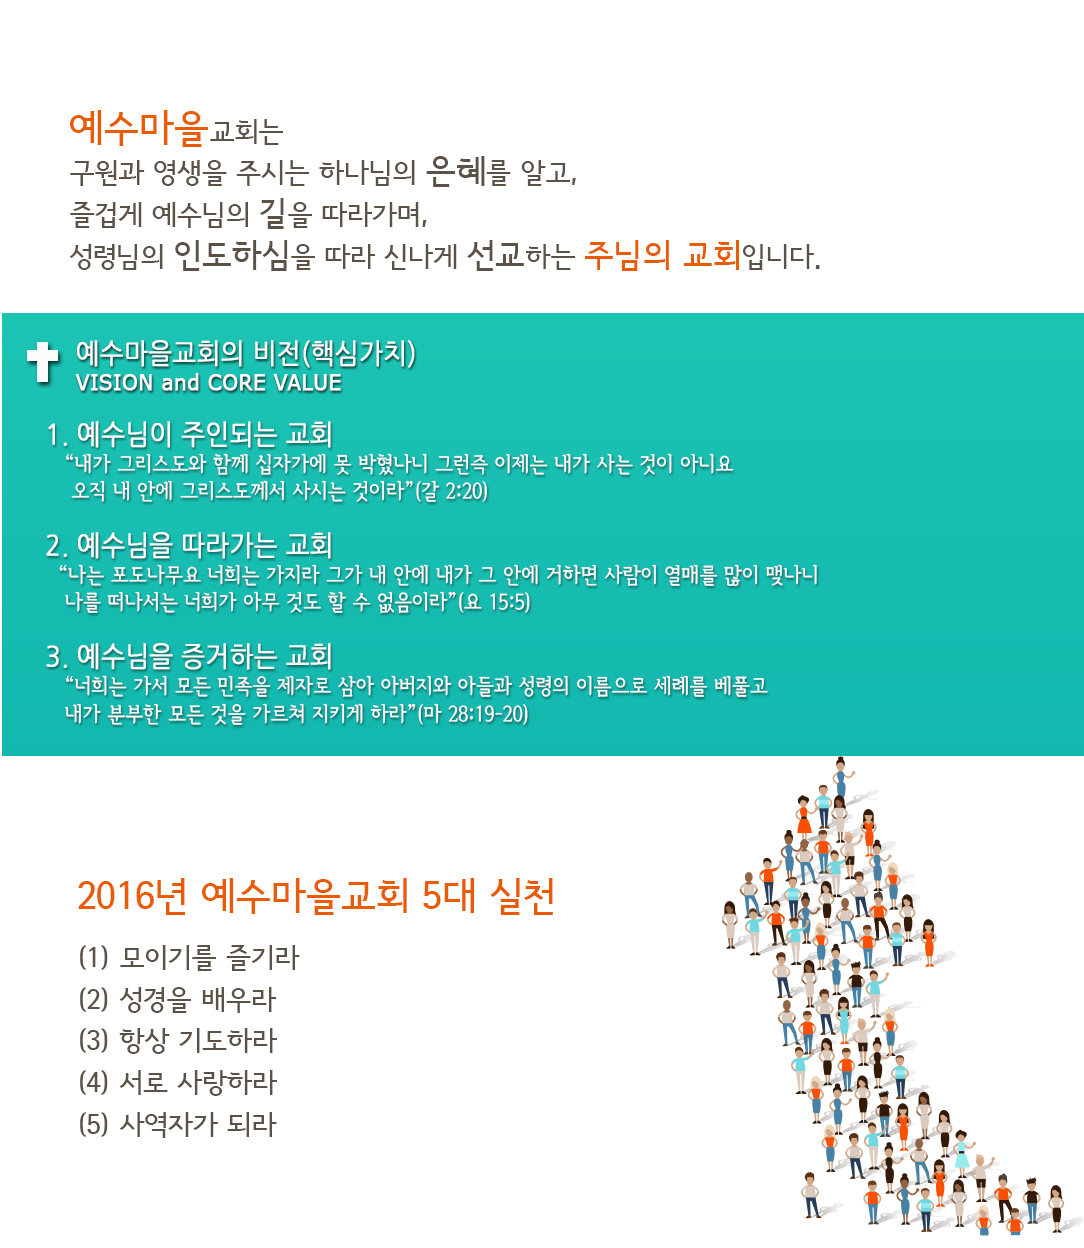 예수마을교회는
구원과 영생을 주시는 하나님의 은혜를 알고,
즐겁게 예수님의 길을 따라가며,
성령님의 인도하심을 따라 신나게 선교하는 주님의 교회입니다.
예수마을교회의 비전(핵심가치)
VISION and CORE VALUE
1. 예수님이 주인되는 교회
“내가 그리스도와 함께 십자가에 못 박혔나니 그런즉 이제는 내가 사는 것이 아니요
오직 내 안에 그리스도께서 사시는 것이라”(갈 2:20)
2. 예수님을 따라가는 교회
“나는 포도나무요 너희는 가지라 그가 내 안에 내가 그 안에 거하면 사람이 열매를 많이 맺나니
나를 떠나서는 너희가 아무 것도 할 수 없음이라”(요 15:5)
3. 예수님을 증거하는 교회
“너희는 가서 모든 민족을 제자로 삼아 아버지와 아들과 성령의 이름으로 세례를 베풀고
내가 분부한 모든 것을 가르쳐 지키게 하라”(마 28:19-20)
2016년 예수마을교회 5대 실천
(1) 모이기를 즐기라
(2) 성경을 배우라
(3) 항상 기도하라
(4) 서로 사랑하라
(5) 사역자가 되라